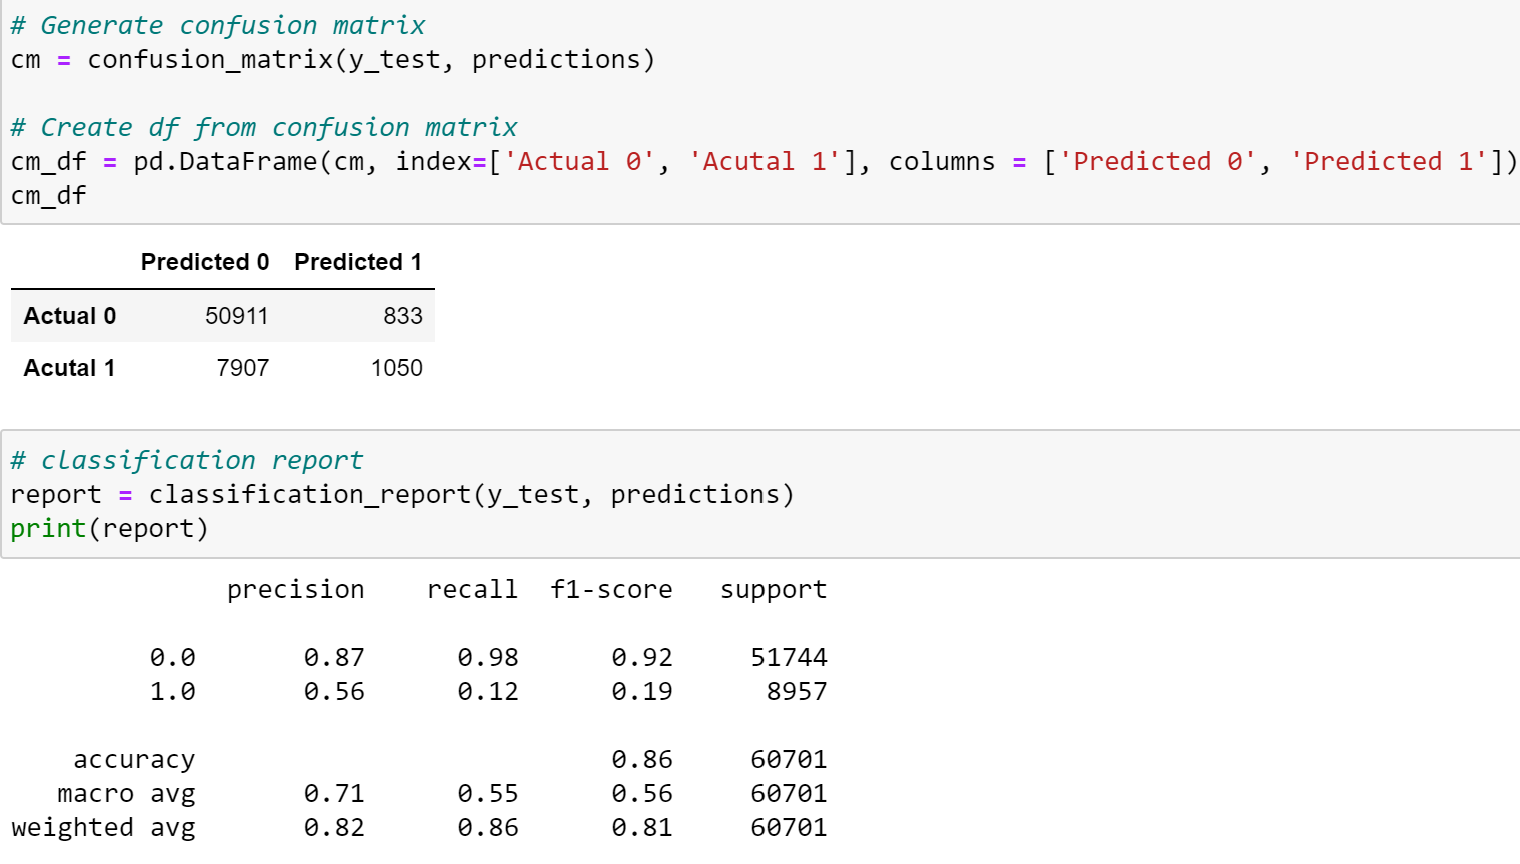 # Generate confusion matrix
cm = confusion_matrix(y_test, predictions)
# Create df from confusion matrix
cm_df = pd.DataFrame(cm, index=['Actual 0', 'Acutal 1'], columns = ['Predicted 0', 'Predicted 1'])
cm_df
Predicted 0 Predicted 1
Actual 0 50911 833
Acutal 1 7907 1050
# classification report
report = classification_report(y_test, predictions)
print(report)
precision recall f1-score support
0.0 0.87 0.98 0.92 51744
1.0 0.56 0.12 0.19 8957
accuracy 0.86 60701
macro avg 0.71 0.55 0.56 60701
weighted avg 0.82 0.86 0.81 60701